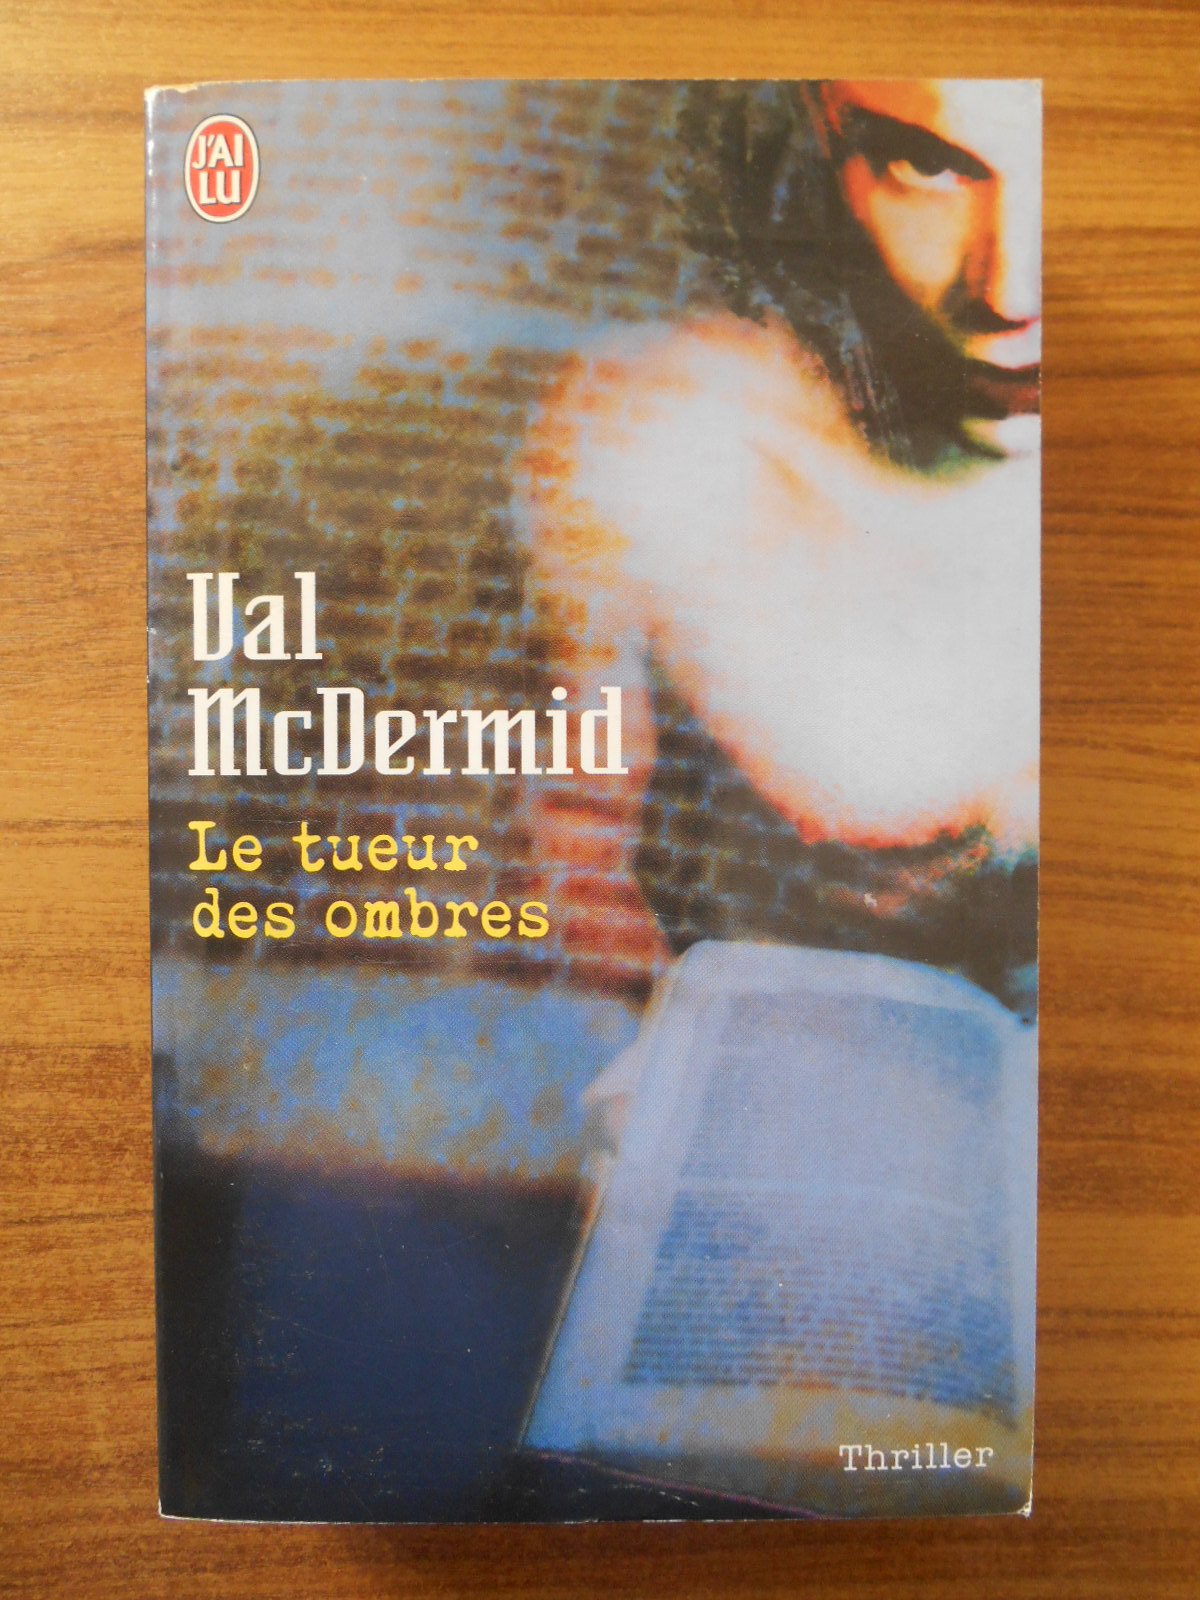 J'AI
LU
Val
McDermid
Le tueur
des ombres
Thriller